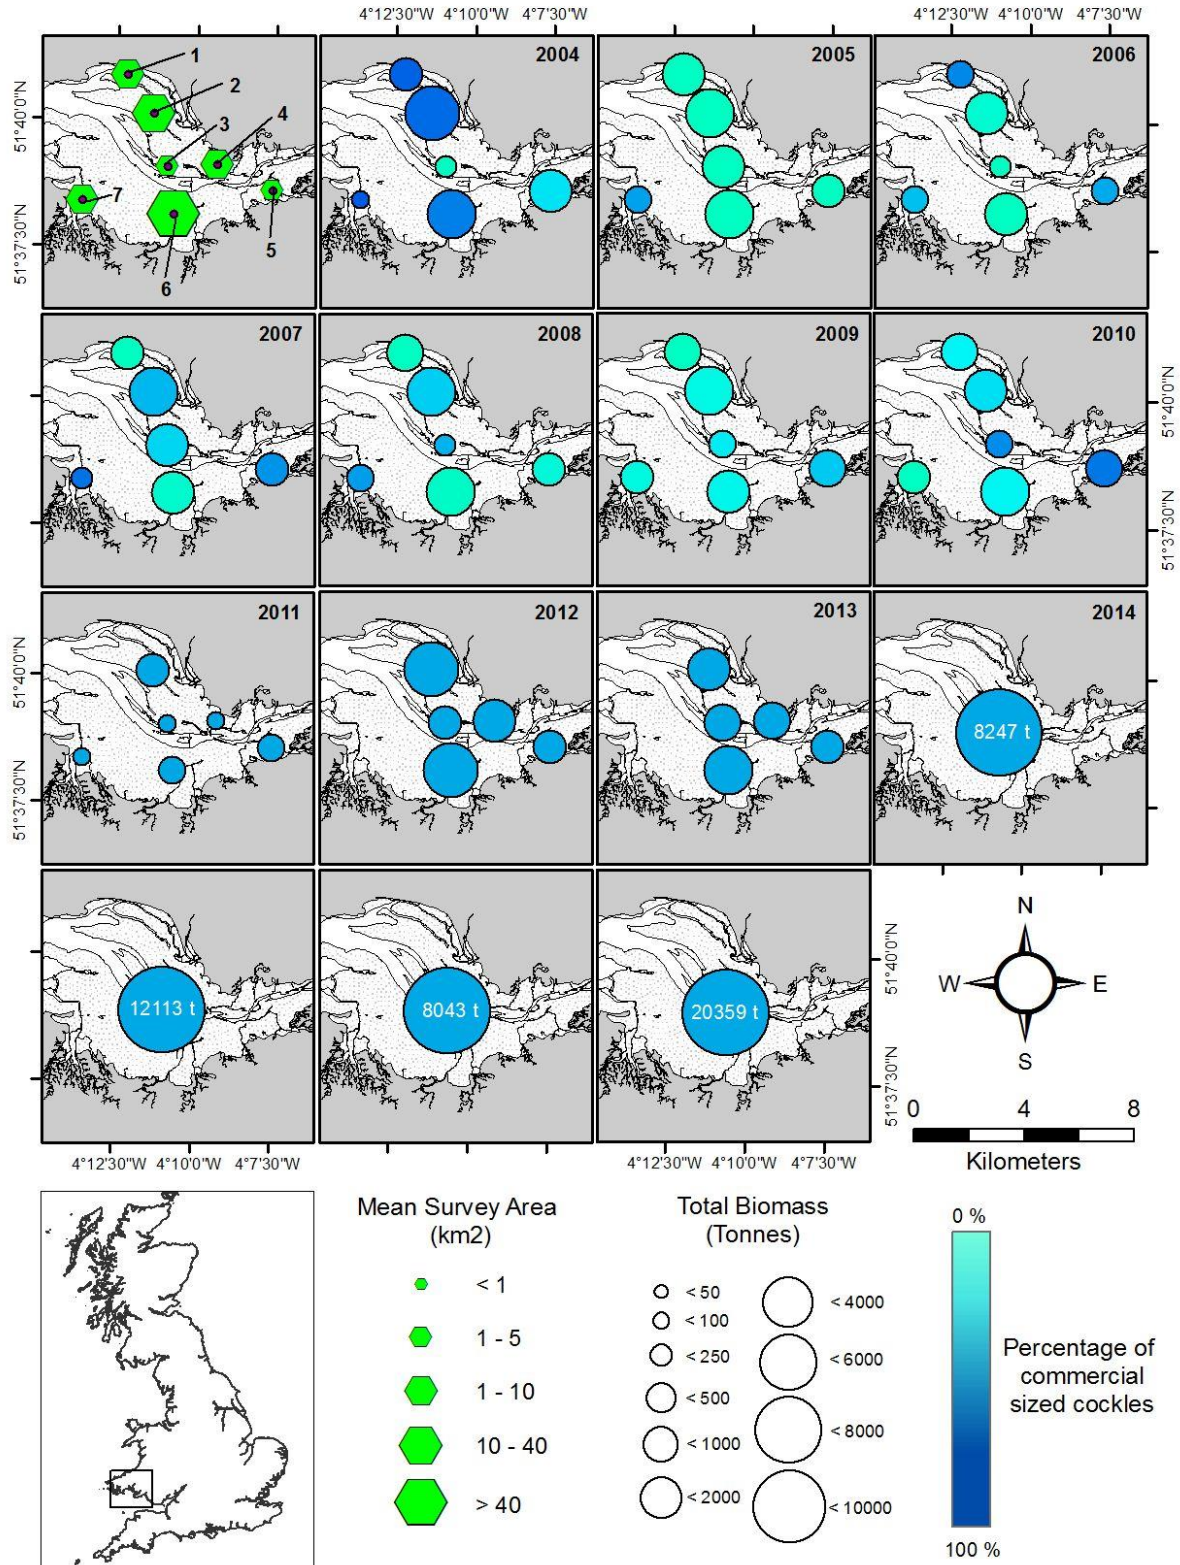 4°12'30"W 4°10'0"W 4°7'30"W 4°12'30"W 4°10'0"W 4°7'30"W
1
2
3
4
5
6
7
2004
2005
2006
51°40'0"N
51°37'30"N
2007
2008
2009
2010
51°40'0"N
51°37'30"N
2011
2012
2013
2014
8247 t
51°40'0"N
51°37'30"N
12113 t
8043 t
20359 t
51°40'0"N
51°37'30"N
4°12'30"W 4°10'0"W 4°7'30"W
4°12'30"W 4°10'0"W 4°7'30"W
N
W
E
S
0 4 8
Kilometers
Mean Survey Area
(km2)
< 1
1 - 5
1 - 10
10 - 40
> 40
Total Biomass
(Tonnes)
< 50
< 100
< 250
< 500
< 1000
< 2000
< 4000
< 6000
< 8000
< 10000
0 %
Percentage of
commercial
sized cockles
100 %